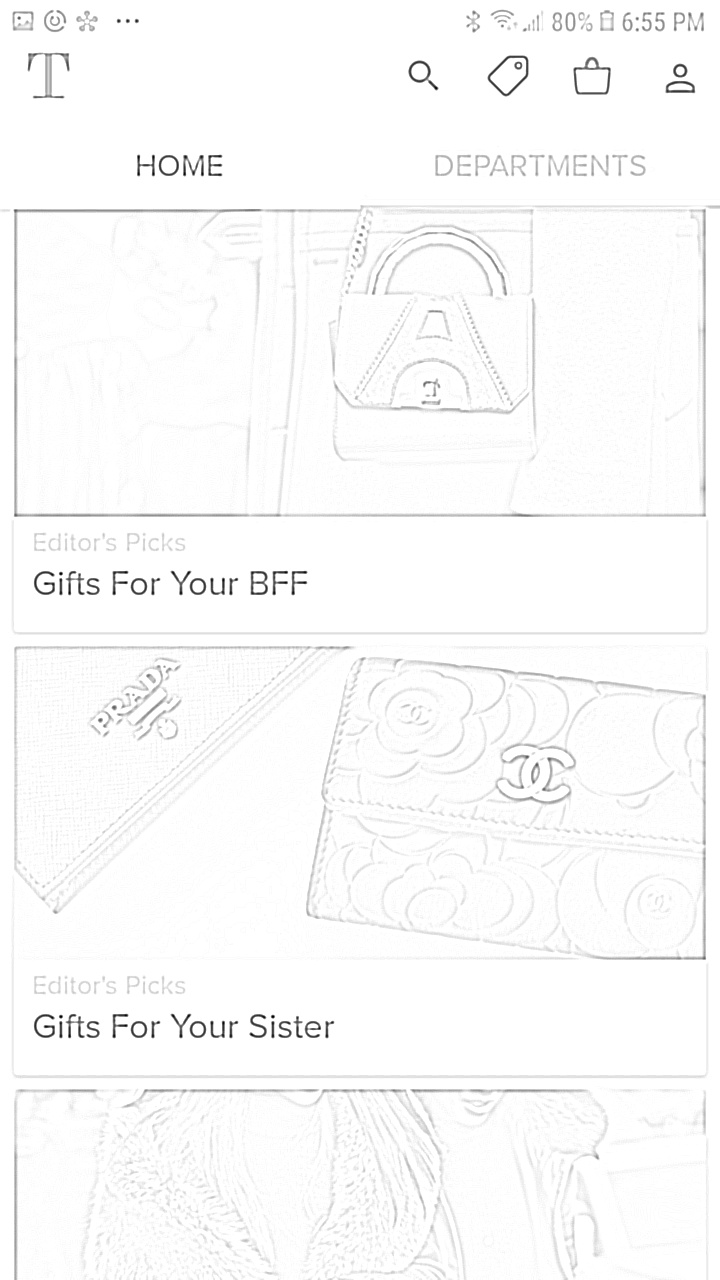 80% 6:55 PM
T
HOME DEPARTMENTS
T
Editor's Picks
Gifts For Your BFF
PRADA
Editor's Picks
Gifts For Your Sister